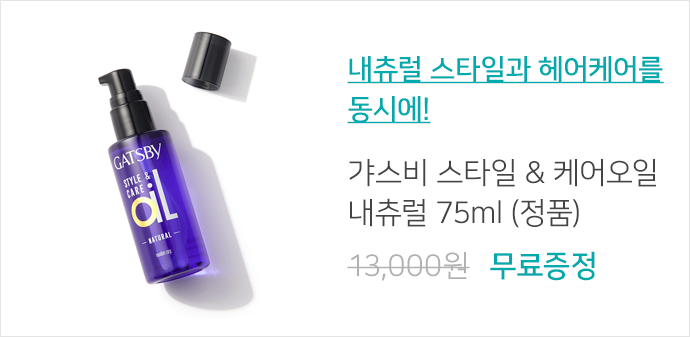 내츄럴 스타일과 헤어케어를
동시에!
갸스비 스타일 & 케어오일
내츄럴 75ml (정품)
13,000원 무료증정
GATSBY
STYLE &
CARE
oiL
NATURAL